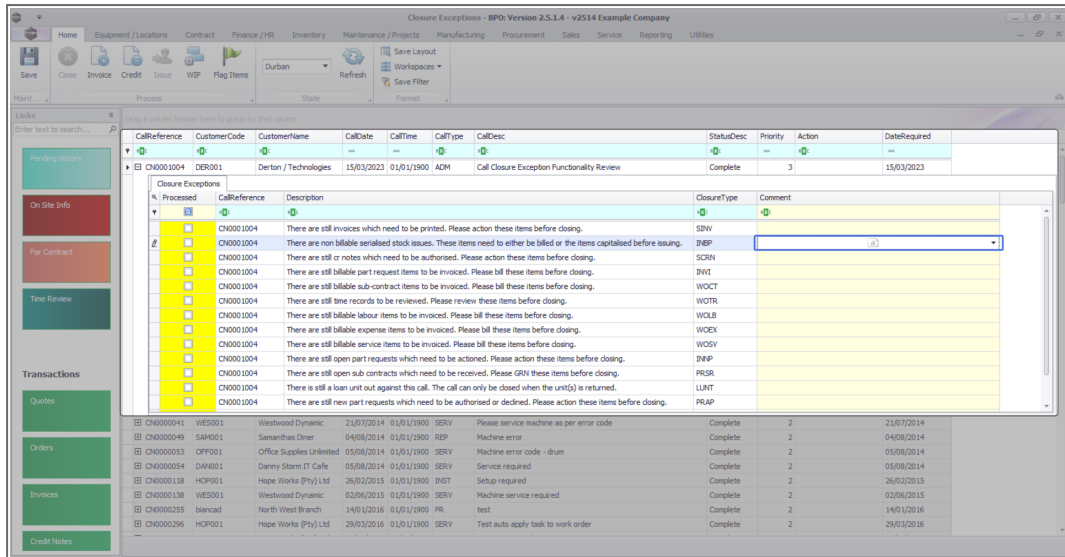 Closure Exceptions - BPO: Version 2.5.1.4 - v2514 Example Company
Home Equipment / Locations Contract Finance / HR Inventory Maintenance / Projects Manufacturing Procurement Sales Service Reporting Utilities
Save Close Invoice Credit Issue WIP Flag Items Durban Refresh
Save Layout
Workspaces
Save Filter
Process State Format
Links
Enter text to search...
Drag a column header here to group by that column
Pending History
On Site Info
For Contract
Time Review
Transactions
Quotes
Orders
Invoices
Credit Notes
CallReference CustomerCode CustomerName CallDate CallTime CallType CallDesc StatusDesc Priority Action DateRequired
CN0001004 DER001 Derton / Technologies 15/03/2023 01/01/1900 ADM Call Closure Exception Functionality Review Complete 3 15/03/2023
Closure Exceptions
Processed CallReference Description ClosureType Comment
CN0001004 There are still invoices which need to be printed. Please action these items before closing. SINV
CN0001004 There are non billable serialised stock issues. These items need to either be billed or the items capitalised before issuing. INBP
CN0001004 There are still cr notes which need to be authorised. Please action these items before closing. SCRN
CN0001004 There are still billable part request items to be invoiced. Please bill these items before closing. INVI
CN0001004 There are still billable sub-contract items to be invoiced. Please bill these items before closing. WOCT
CN0001004 There are still time records to be reviewed. Please review these items before closing. WOTR
CN0001004 There are still billable labour items to be invoiced. Please bill these items before closing. WOLB
CN0001004 There are still billable expense items to be invoiced. Please bill these items before closing. WOEX
CN0001004 There are still billable service items to be invoiced. Please bill these items before closing. WOSV
CN0001004 There are still open part requests which need to be actioned. Please action these items before closing. INNP
CN0001004 There are still open sub contracts which need to be received. Please GRN these items before closing. PRSR
CN0001004 There is still a loan unit out against this call. The call can only be closed when the unit(s) is returned. LUNT
CN0001004 There are still new part requests which need to be authorised or declined. Please action these items before closing. PRAP
CN0000041 WES001 Westwood Dynamic 21/07/2014 01/01/1900 SERV Please service machine as per error code Complete 2 21/07/2014
CN0000049 SAM001 Samanthas Diner 04/08/2014 01/01/1900 REP Machine error Complete 2 04/08/2014
CN0000053 OFF001 Office Supplies Unlimited 05/08/2014 01/01/1900 SERV Machine error code - drum Complete 2 05/08/2014
CN0000054 DAN001 Danny Storm IT Cafe 05/08/2014 01/01/1900 SERV Service required Complete 2 05/08/2014
CN0000118 HOP001 Hope Works (Pty) Ltd 26/02/2015 01/01/1900 INST Setup required Complete 2 26/02/2015
CN0000138 WES001 Westwood Dynamic 02/06/2015 01/01/1900 SERV Machine service required Complete 2 02/06/2015
CN0000255 biancad North West Branch 14/01/2016 01/01/1900 PR test Complete 2 14/01/2016
CN0000296 HOP001 Hope Works (Pty) Ltd 29/03/2016 01/01/1900 SERV Test auto apply task to work order Complete 2 29/03/2016